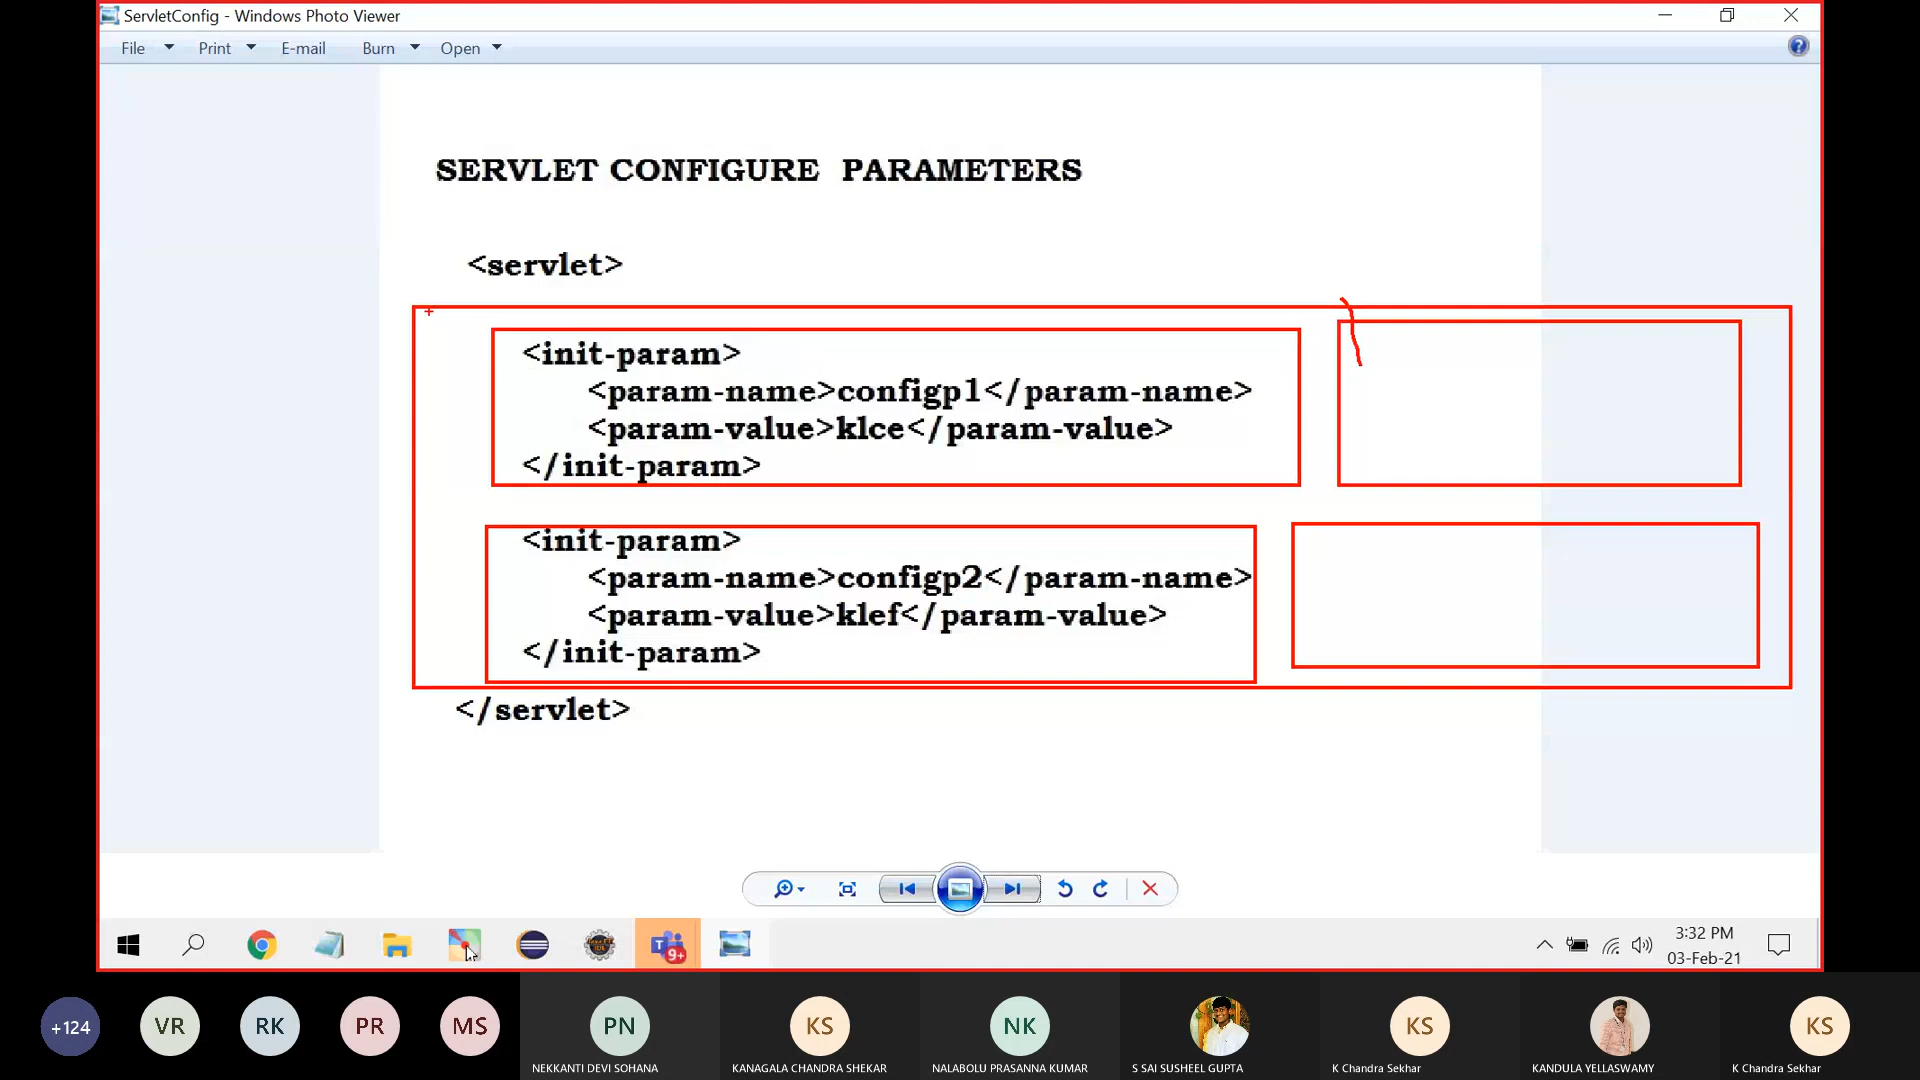 ServletConfig - Windows Photo Viewer
File Print E-mail Burn Open
SERVLET CONFIGURE PARAMETERS
<servlet>
<init-param>
<param-name>configp1</param-name>
<param-value>klce</param-value>
</init-param>
<init-param>
<param-name>configp2</param-name>
<param-value>klef</param-value>
</init-param>
</servlet>
T 9+
3:32 PM
03-Feb-21
+124 VR RK PR MS PN KS NK KS KS
NEKKANTI DEVI SOHANA KANAGALA CHANDRA SHEKAR NALABOLU PRASANNA KUMAR S SAI SUSHEEL GUPTA K Chandra Sekhar KANDULA YELLASWAMY K Chandra Sekhar